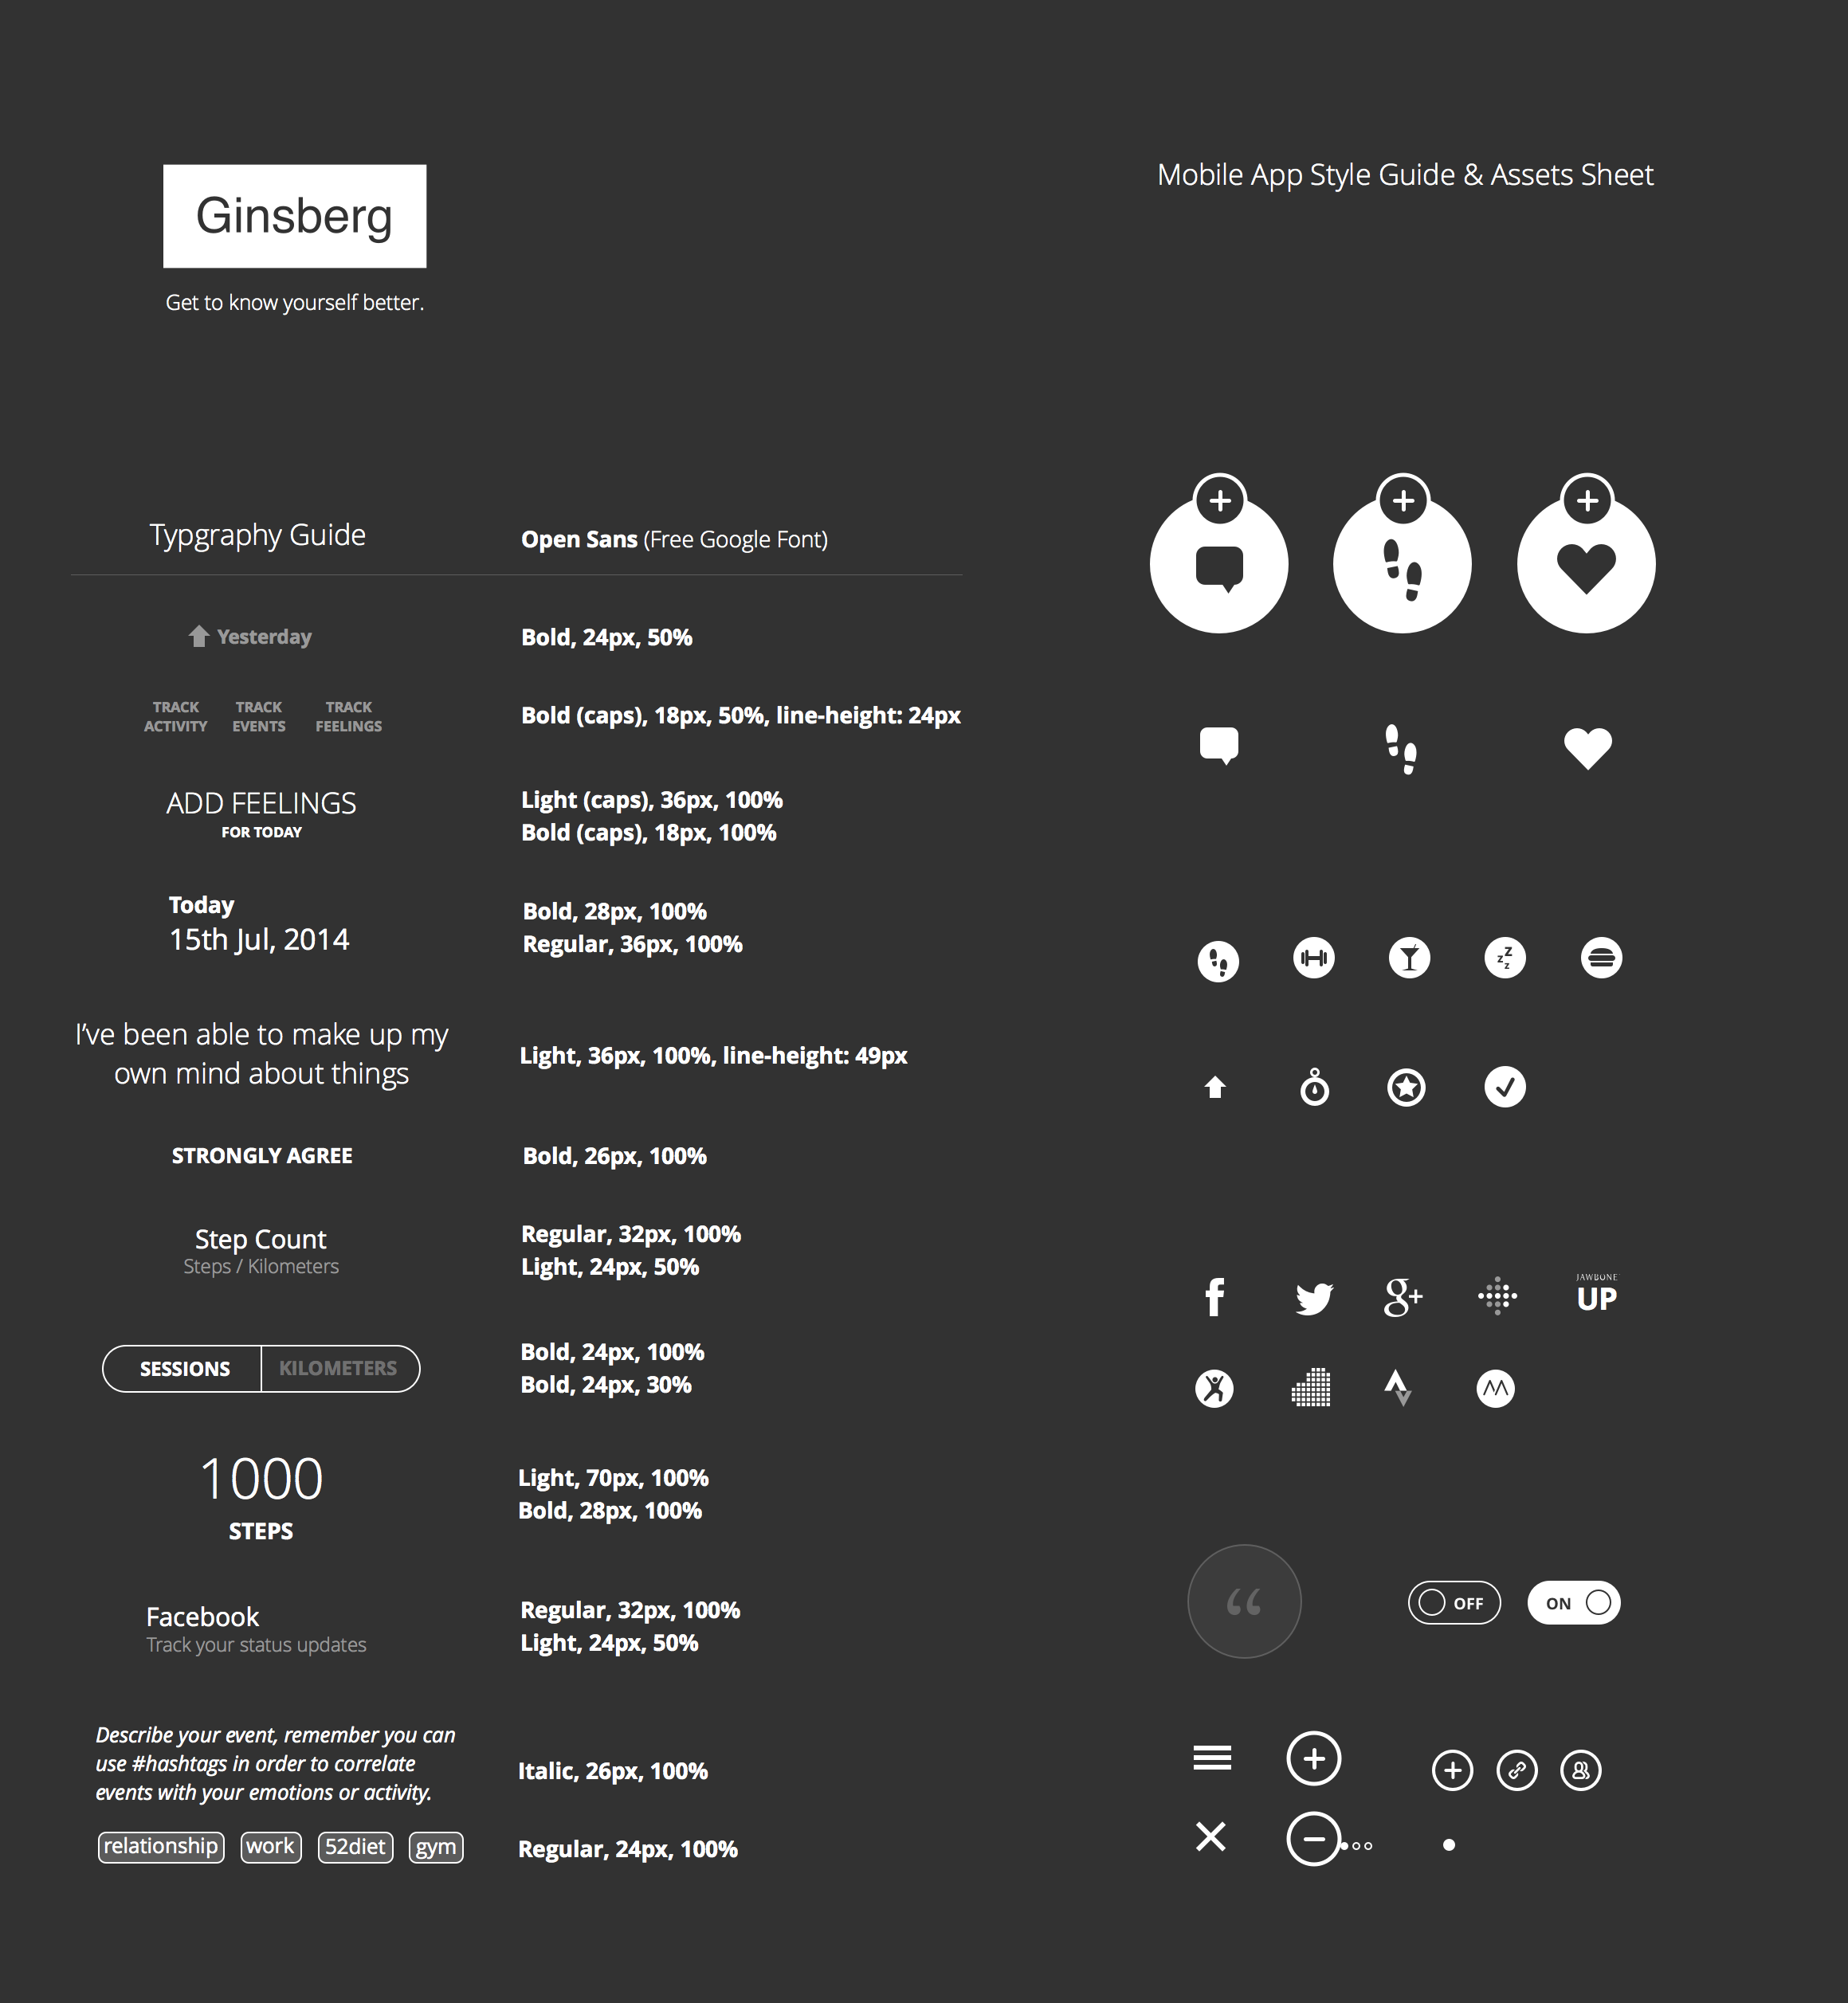 Ginsberg
Get to know yourself better.
Mobile App Style Guide & Assets Sheet
Typgraphy Guide
Open Sans (Free Google Font)
Yesterday
Bold, 24px, 50%
TRACK ACTIVITY
TRACK EVENTS
TRACK FEELINGS
Bold (caps), 18px, 50%, line-height: 24px
ADD FEELINGS
FOR TODAY
Light (caps), 36px, 100%
Bold (caps), 18px, 100%
Today
15th Jul, 2014
Bold, 28px, 100%
Regular, 36px, 100%
I've been able to make up my
own mind about things
Light, 36px, 100%, line-height: 49px
STRONGLY AGREE
Bold, 26px, 100%
Step Count
Steps / Kilometers
Regular, 32px, 100%
Light, 24px, 50%
SESSIONS
KILOMETERS
Bold, 24px, 100%
Bold, 24px, 30%
1000
STEPS
Light, 70px, 100%
Bold, 28px, 100%
Facebook
Track your status updates
Regular, 32px, 100%
Light, 24px, 50%
Describe your event, remember you can
use #hashtags in order to correlate
events with your emotions or activity.
Italic, 26px, 100%
relationship work 52diet gym
Regular, 24px, 100%
z z z
g+
JAWBONE
UP
“
OFF
ON